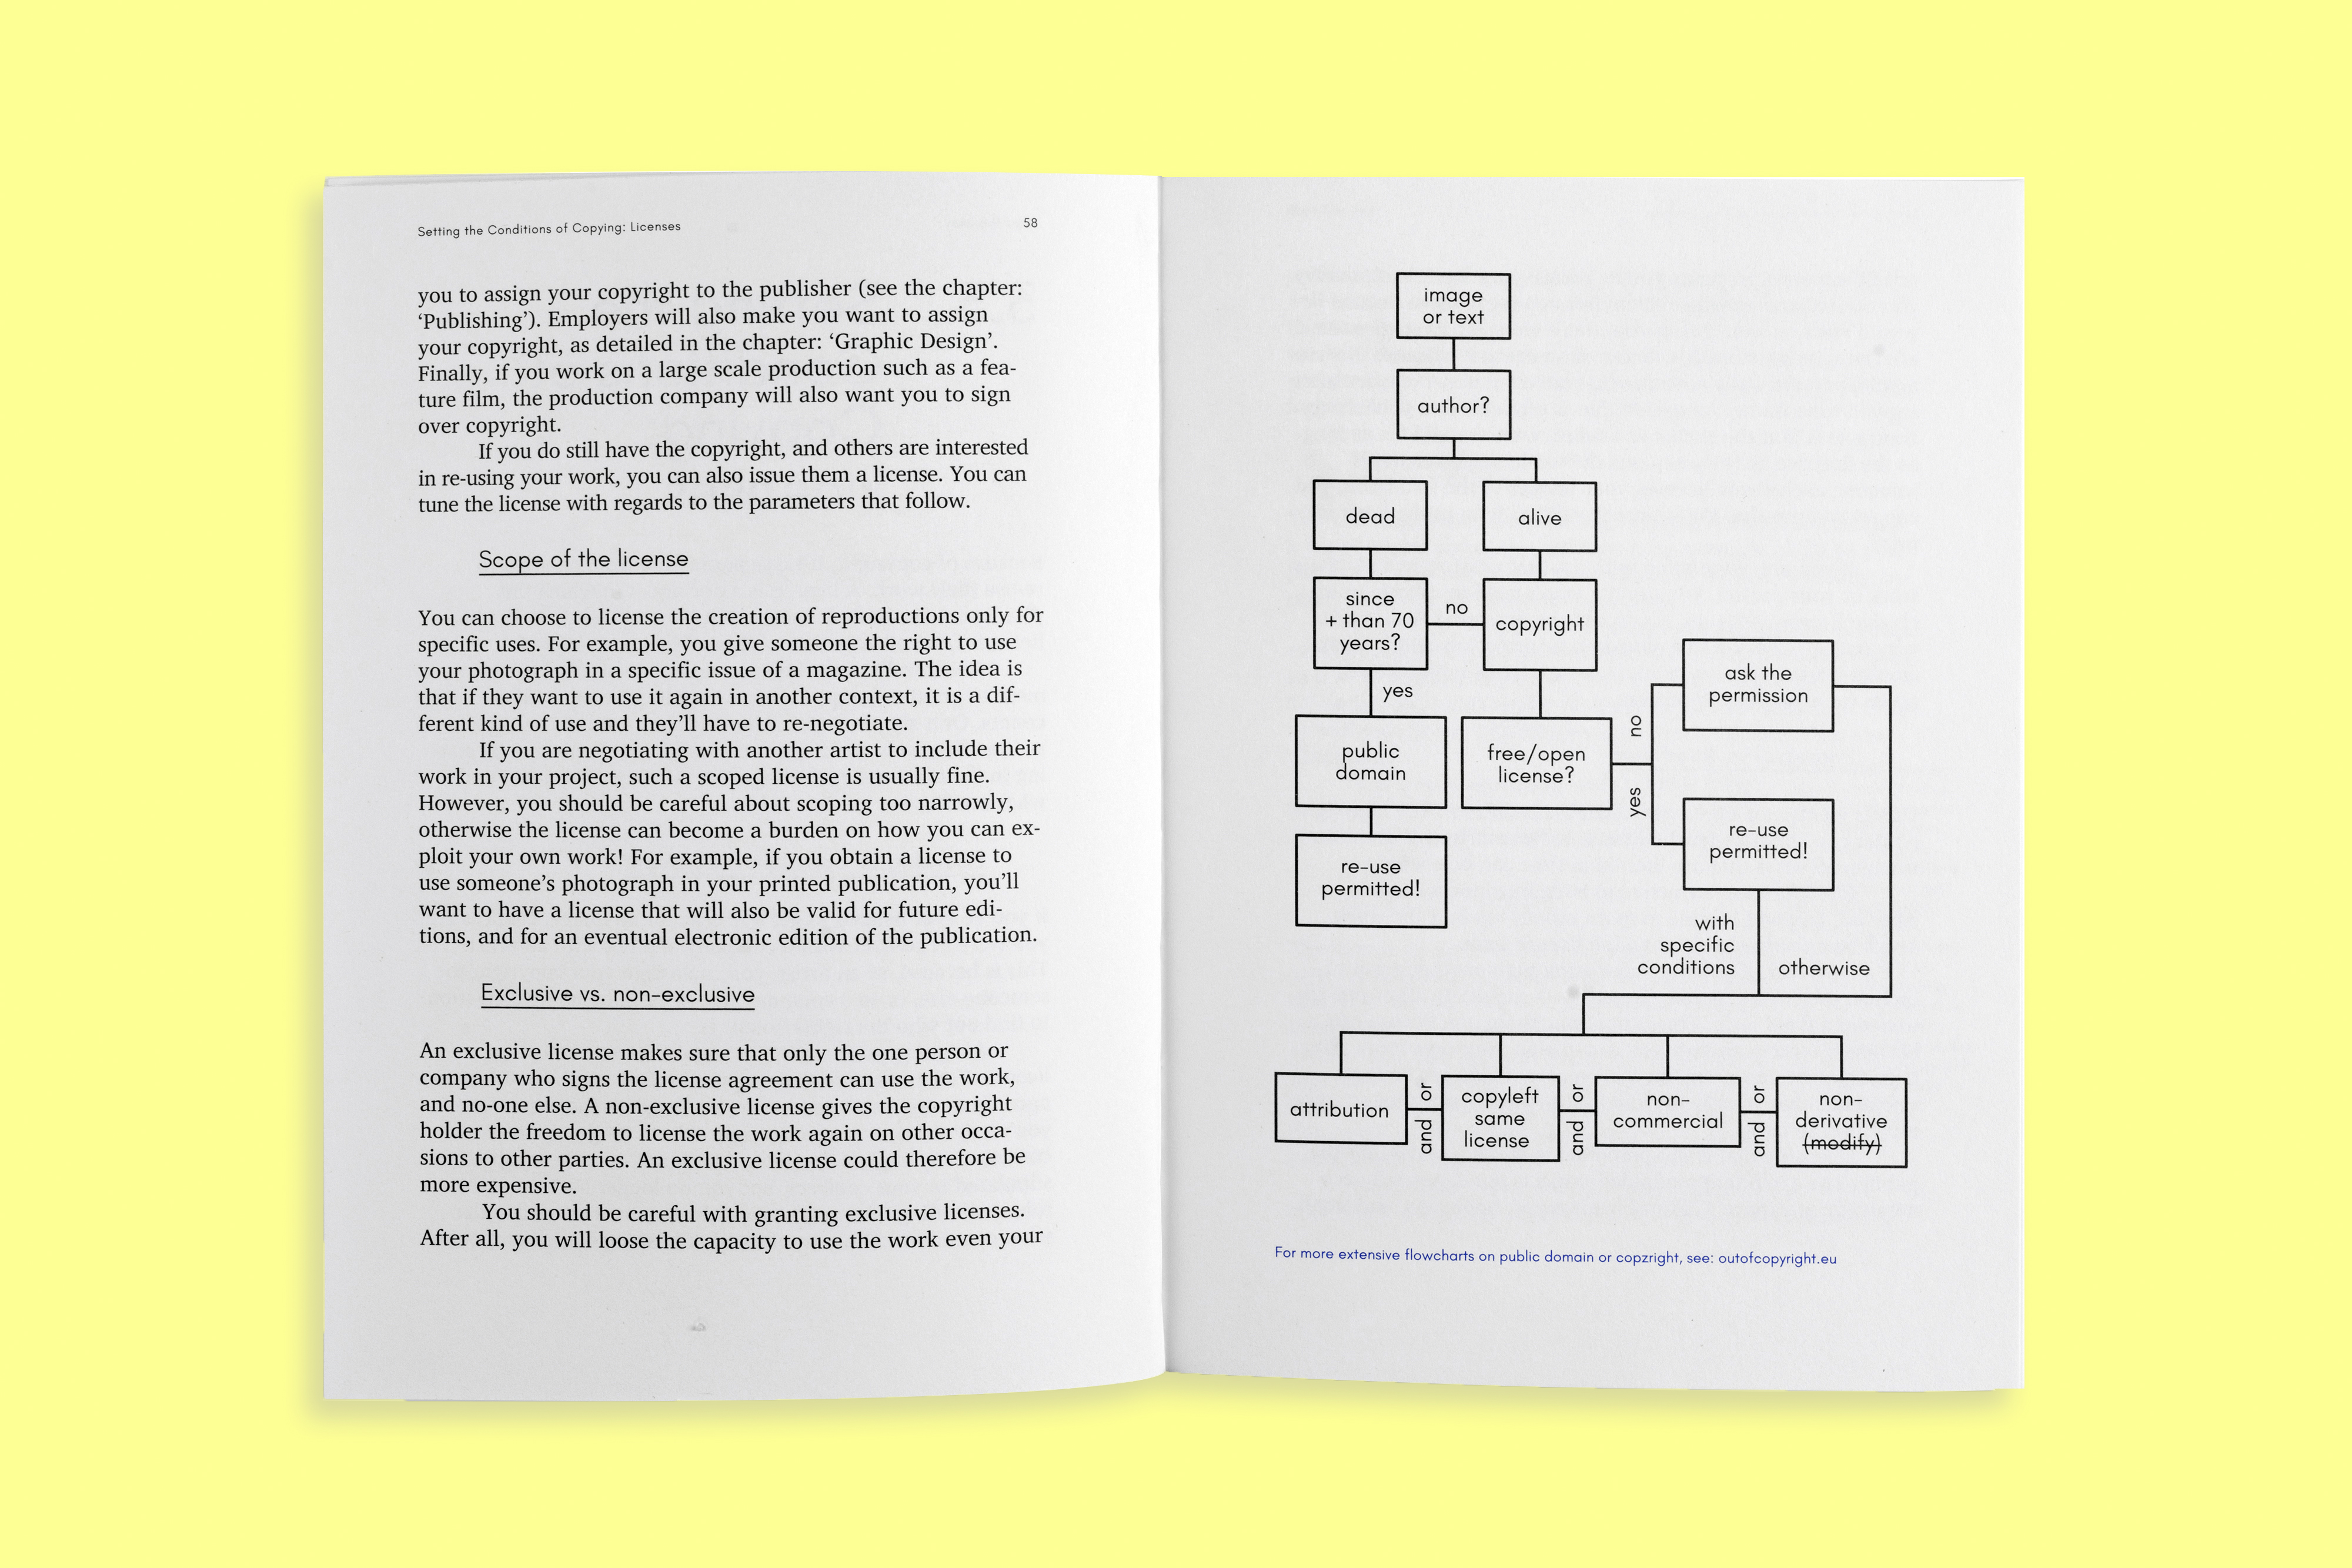 Setting the Conditions of Copying: Licenses 58
you to assign your copyright to the publisher (see the chapter:
‘Publishing’). Employers will also make you want to assign
your copyright, as detailed in the chapter: ‘Graphic Design’.
Finally, if you work on a large scale production such as a fea-
ture film, the production company will also want you to sign
over copyright.
If you do still have the copyright, and others are interested
in re-using your work, you can also issue them a license. You can
tune the license with regards to the parameters that follow.
Scope of the license
You can choose to license the creation of reproductions only for
specific uses. For example, you give someone the right to use
your photograph in a specific issue of a magazine. The idea is
that if they want to use it again in another context, it is a dif-
ferent kind of use and they’ll have to re-negotiate.
If you are negotiating with another artist to include their
work in your project, such a scoped license is usually fine.
However, you should be careful about scoping too narrowly,
otherwise the license can become a burden on how you can ex-
ploit your own work! For example, if you obtain a license to
use someone’s photograph in your printed publication, you’ll
want to have a license that will also be valid for future edi-
tions, and for an eventual electronic edition of the publication.
Exclusive vs. non-exclusive
An exclusive license makes sure that only the one person or
company who signs the license agreement can use the work,
and no-one else. A non-exclusive license gives the copyright
holder the freedom to license the work again on other occa-
sions to other parties. An exclusive license could therefore be
more expensive.
You should be careful with granting exclusive licenses.
After all, you will loose the capacity to use the work even your
image
or text
author?
dead
alive
since
+ than 70
years?
no
copyright
yes
public
domain
free/open
license?
no
yes
ask the
permission
re-use
permitted!
re-use
permitted!
with
specific
conditions
otherwise
attribution
or
and
copyleft
same
license
or
and
non-
commercial
or
and
non-
derivative
(modify)
For more extensive flowcharts on public domain or copzright, see: outofcopyright.eu